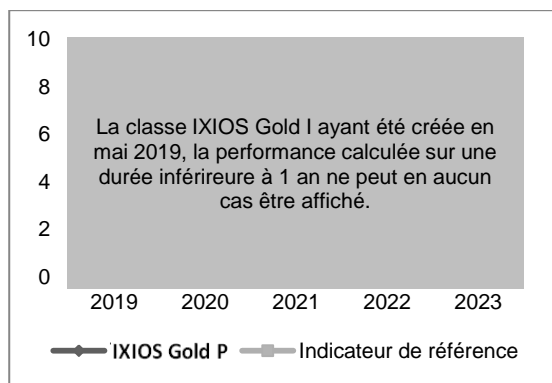 10
8
6
4
2
0
La classe IXIOS Gold I ayant été créée en
mai 2019, la performance calculée sur une
durée inférireure à 1 an ne peut en aucun
cas être affiché.
2019 2020 2021 2022 2023
IXIOS Gold P Indicateur de référence